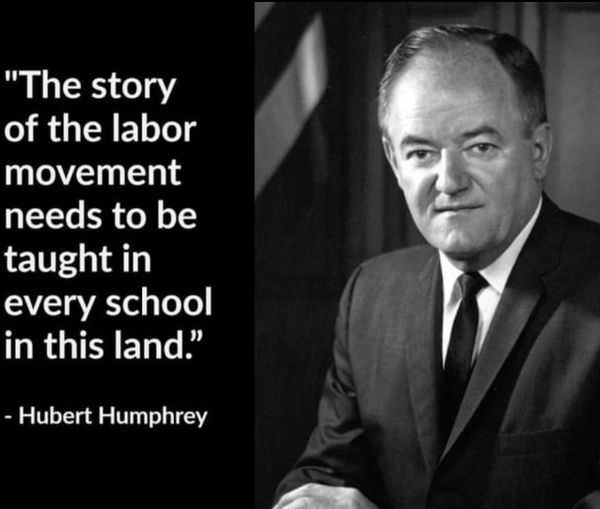 "The story
of the labor
movement
needs to be
taught in
every school
in this land.”
- Hubert Humphrey